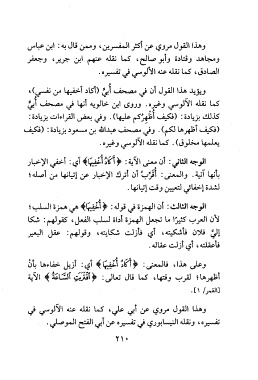 وهذا القول مروي عن أكثر المفسرين، وممن قال به: ابن عباس
ومجاهد وقتادة وأبو صالح، كما نقله عنهم ابن جرير، وجعفر
الصادق، كما نقله عنه الألوسي في تفسيره.
ويؤيد هذا القول أن في مصحف أُبيٍّ (أكاد أخفيها من نفسي)،
كما نقله الألوسي وغيره. وروى ابن خالويه أنها في مصحف أُبيٍّ
كذلك بزيادة: (فكيف أُظهِرُكم عليها). وفي بعض القراءات بزيادة:
(فكيف أظهرها لكم). وفي مصحف عبدالله بن مسعود بزيادة: (فكيف
يعلمها مخلوق). كما نقله الألوسي وغيره.
الوجه الثاني: أن معنى الآية: ﴿أَكَادُ أُخْفِيهَا﴾ أي: أخفي الإخبار
بأنها آتية. والمعنى: أَقْرُبُ أن أترك الإخبار عن إتيانها من أصله؛
لشدة إخفائي لتعيين وقت إتيانها.
الوجه الثالث: أن الهمزة في قوله: ﴿أُخْفِيهَا﴾ هي همزة السلب؛
لأن العرب كثيرًا ما تجعل الهمزة أداة لسلب الفعل، كقولهم: شكا
إليَّ فلان فأشكيته، أي فأزلت شكايته، وقولهم: عقل البعير
فأعقلته، أي أزلت عقاله.
وعلى هذا، فالمعنى: ﴿أَكَادُ أُخْفِيهَا﴾ أي: أزيل خفاءها بأن
أظهرها؛ لقرب وقتها، كما قال تعالى: ﴿اقْتَرَبَتِ السَّاعَةُ﴾ الآية
[القمر/ ١].
وهذا القول مروي عن أبي علي، كما نقله عنه الألوسي في
تفسيره، ونقله النيسابوري في تفسيره عن أبي الفتح الموصلي.
٢١٠